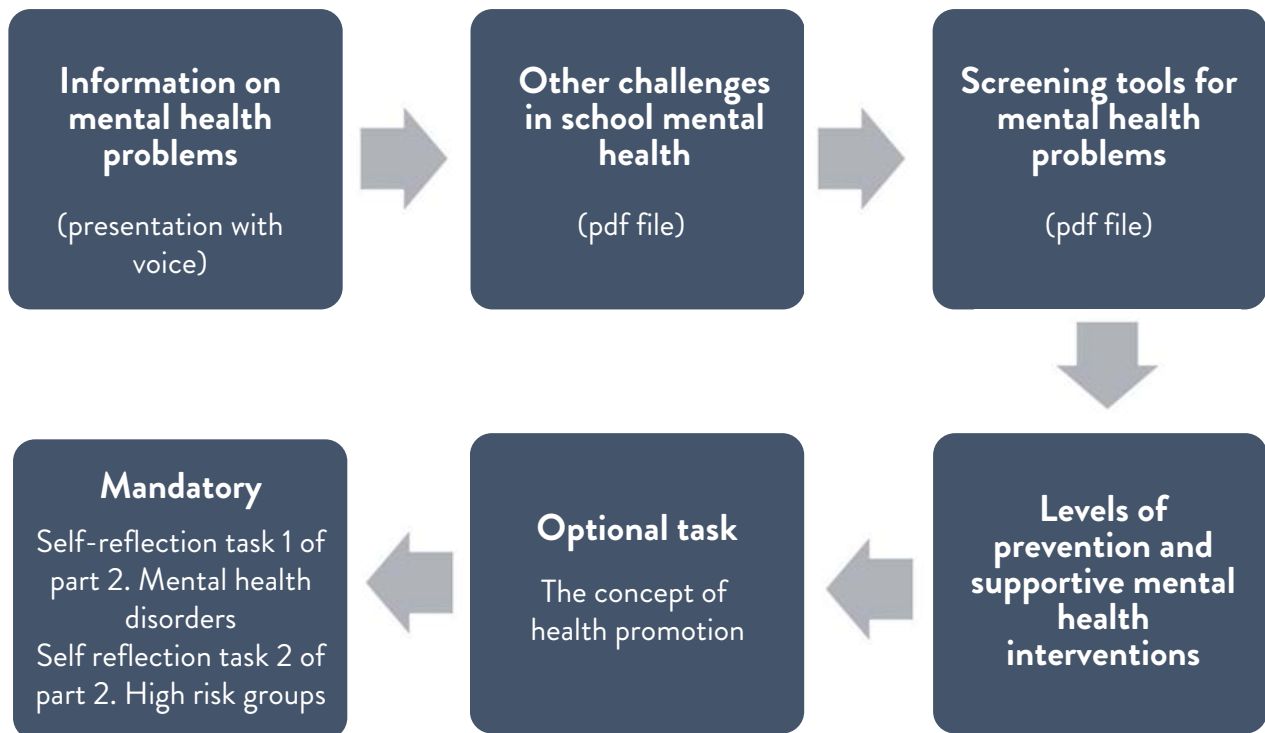 Information on
mental health
problems
(presentation with
voice)
Other challenges
in school mental
health
(pdf file)
Screening tools for
mental health
problems
(pdf file)
Levels of
prevention and
supportive mental
health
interventions
Optional task
The concept of
health promotion
Mandatory
Self-reflection task 1 of
part 2. Mental health
disorders
Self reflection task 2 of
part 2. High risk groups